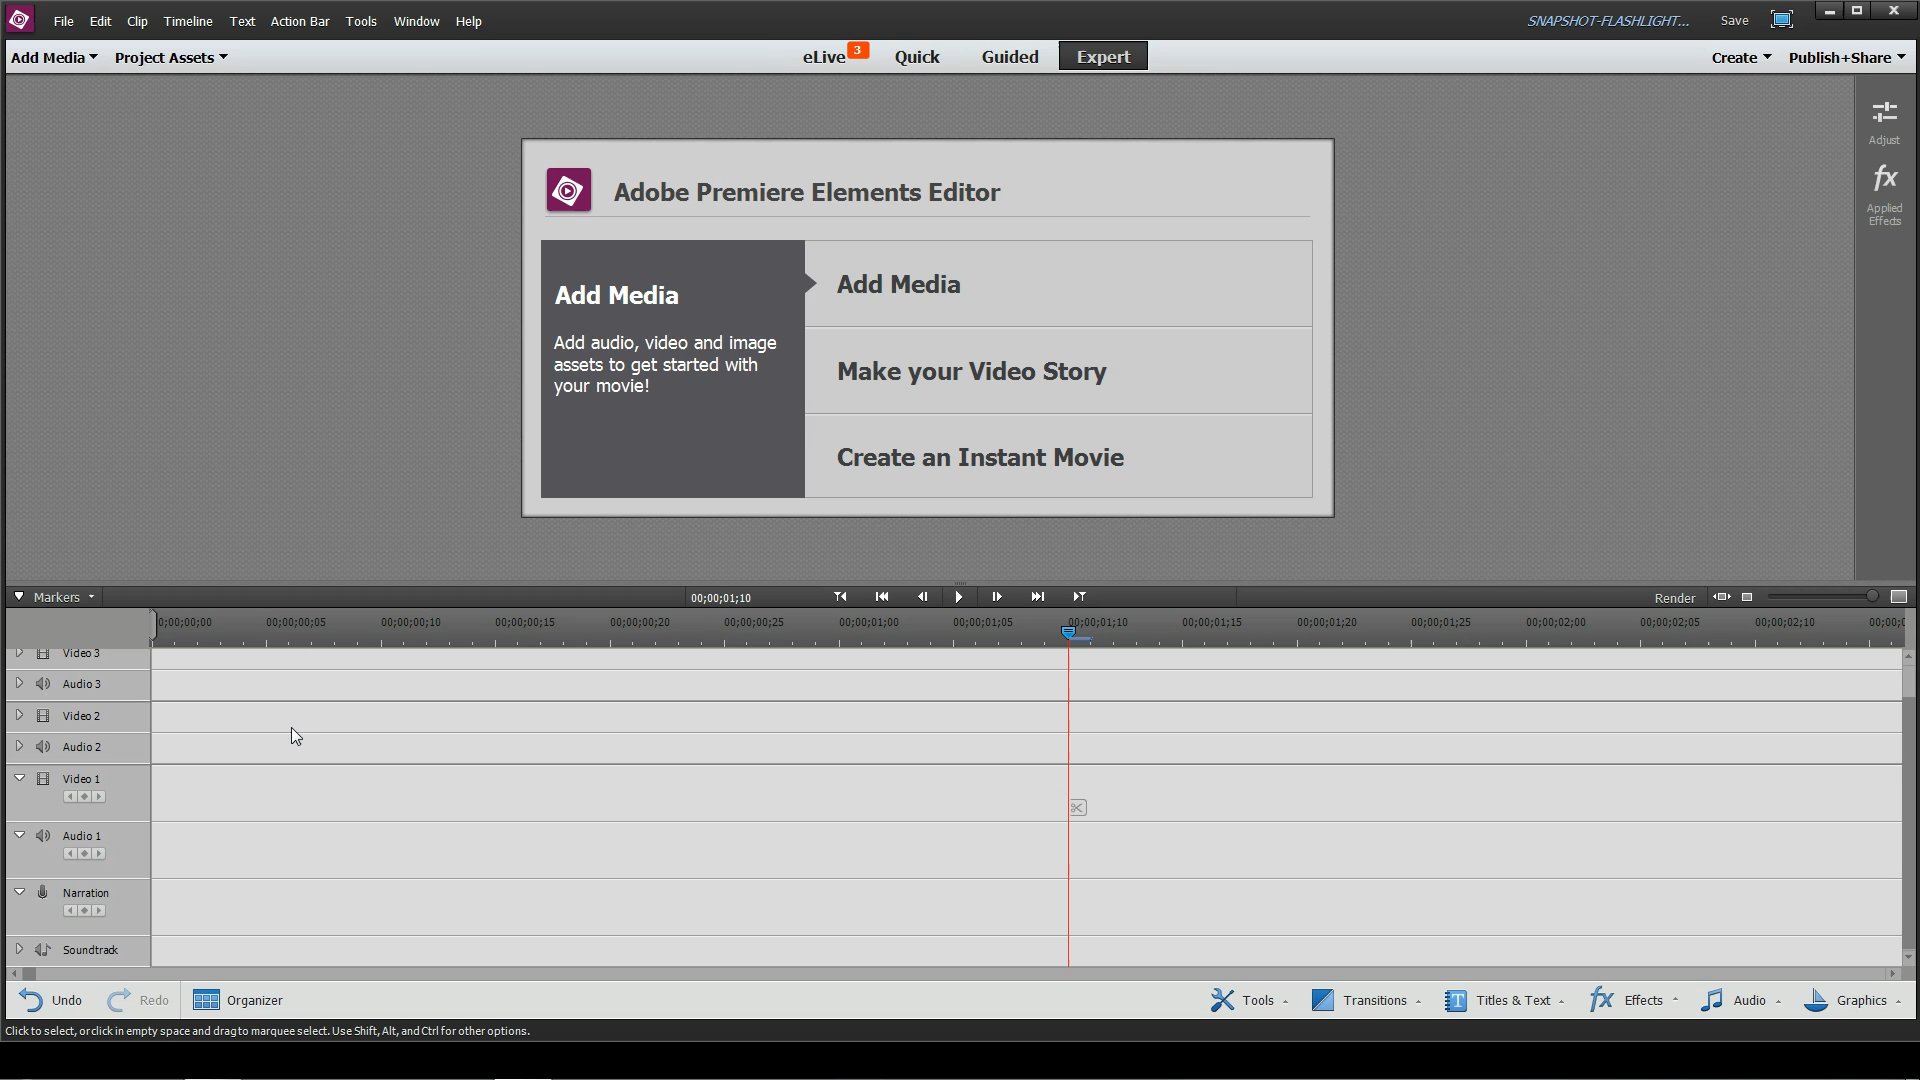 File Edit Clip Timeline Text Action Bar Tools Window Help SNAPSHOT-FLASHLIGHT... Save
Add Media Project Assets eLive 3 Quick Guided Expert Create Publish+Share
Adjust
fx
Applied
Effects
Adobe Premiere Elements Editor
Add Media
Add audio, video and image
assets to get started with
your movie!
Add Media
Make your Video Story
Create an Instant Movie
Markers 00;00;01;10 Render
0;00;00;00 00;00;00;05 00;00;00;10 00;00;00;15 00;00;00;20 00;00;00;25 00;00;01;00 00;00;01;05 00;00;01;10 00;00;01;15 00;00;01;20 00;00;01;25 00;00;02;00 00;00;02;05 00;00;02;10 00;00;0
Video 3
Audio 3
Video 2
Audio 2
Video 1
Audio 1
Narration
Soundtrack
Undo Redo Organizer Tools Transitions T Titles & Text fx Effects Audio Graphics
Click to select, or click in empty space and drag to marquee select. Use Shift, Alt, and Ctrl for other options.